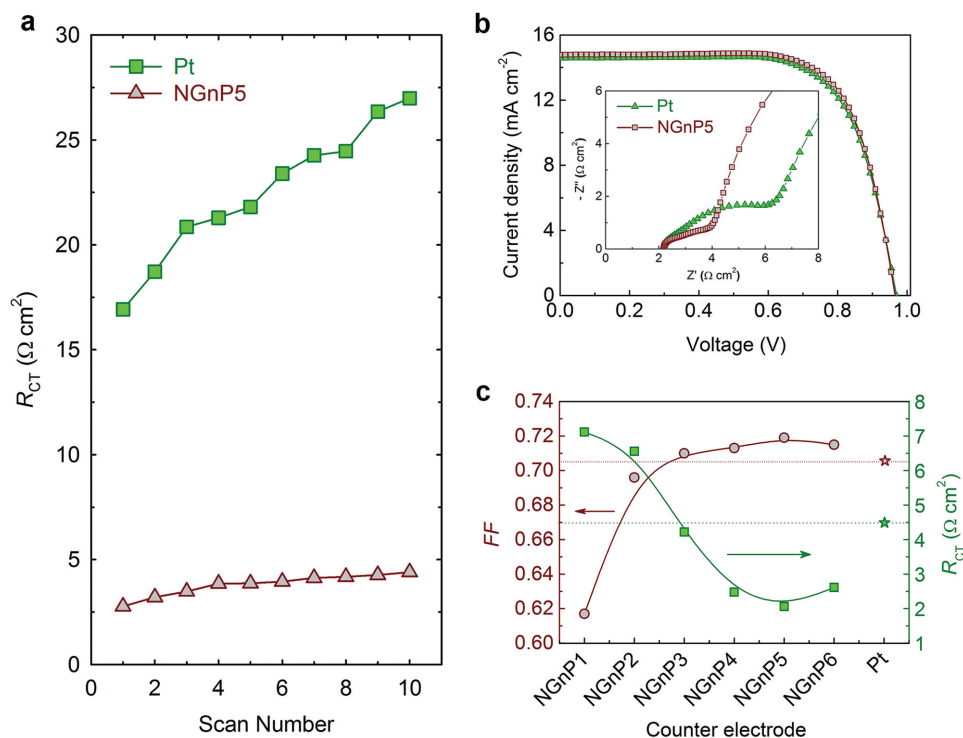 a
30
25
20
15
10
5
0
Pt
NGnP5
R_CT (Ω cm²)
0 2 4 6 8 10
Scan Number
b
16
12
8
4
0
Current density (mA cm⁻²)
0.0 0.2 0.4 0.6 0.8 1.0
Voltage (V)
Pt
NGnP5
6
4
2
0
- Z'' (Ω cm²)
0 2 4 6 8
Z' (Ω cm²)
c
0.74
0.72
0.70
0.68
0.66
0.64
0.62
0.60
FF
8
7
6
5
4
3
2
1
R_CT (Ω cm²)
NGnP1 NGnP2 NGnP3 NGnP4 NGnP5 NGnP6 Pt
Counter electrode